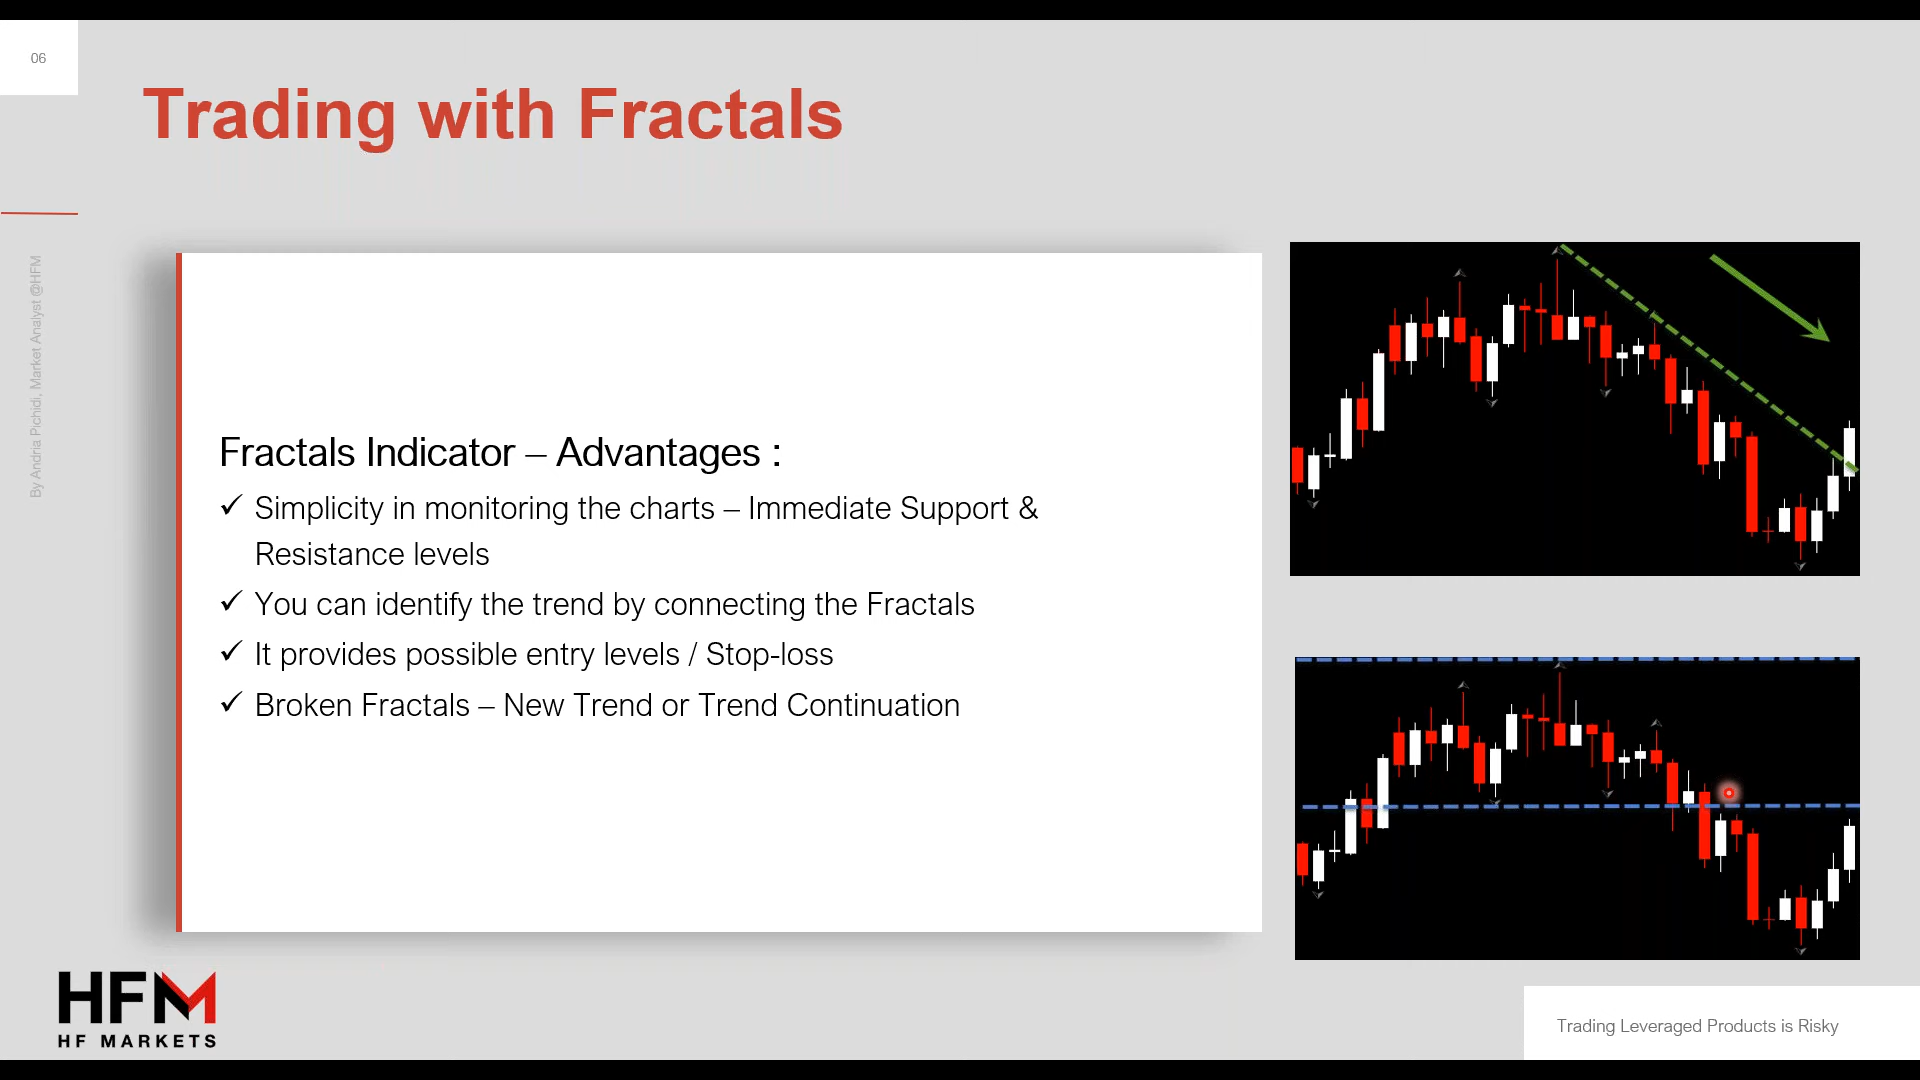 06
Trading with Fractals
By Andria Pichidi, Market Analyst @HFM
Fractals Indicator – Advantages :
✓ Simplicity in monitoring the charts – Immediate Support &
Resistance levels
✓ You can identify the trend by connecting the Fractals
✓ It provides possible entry levels / Stop-loss
✓ Broken Fractals – New Trend or Trend Continuation
HFM
HF MARKETS
Trading Leveraged Products is Risky